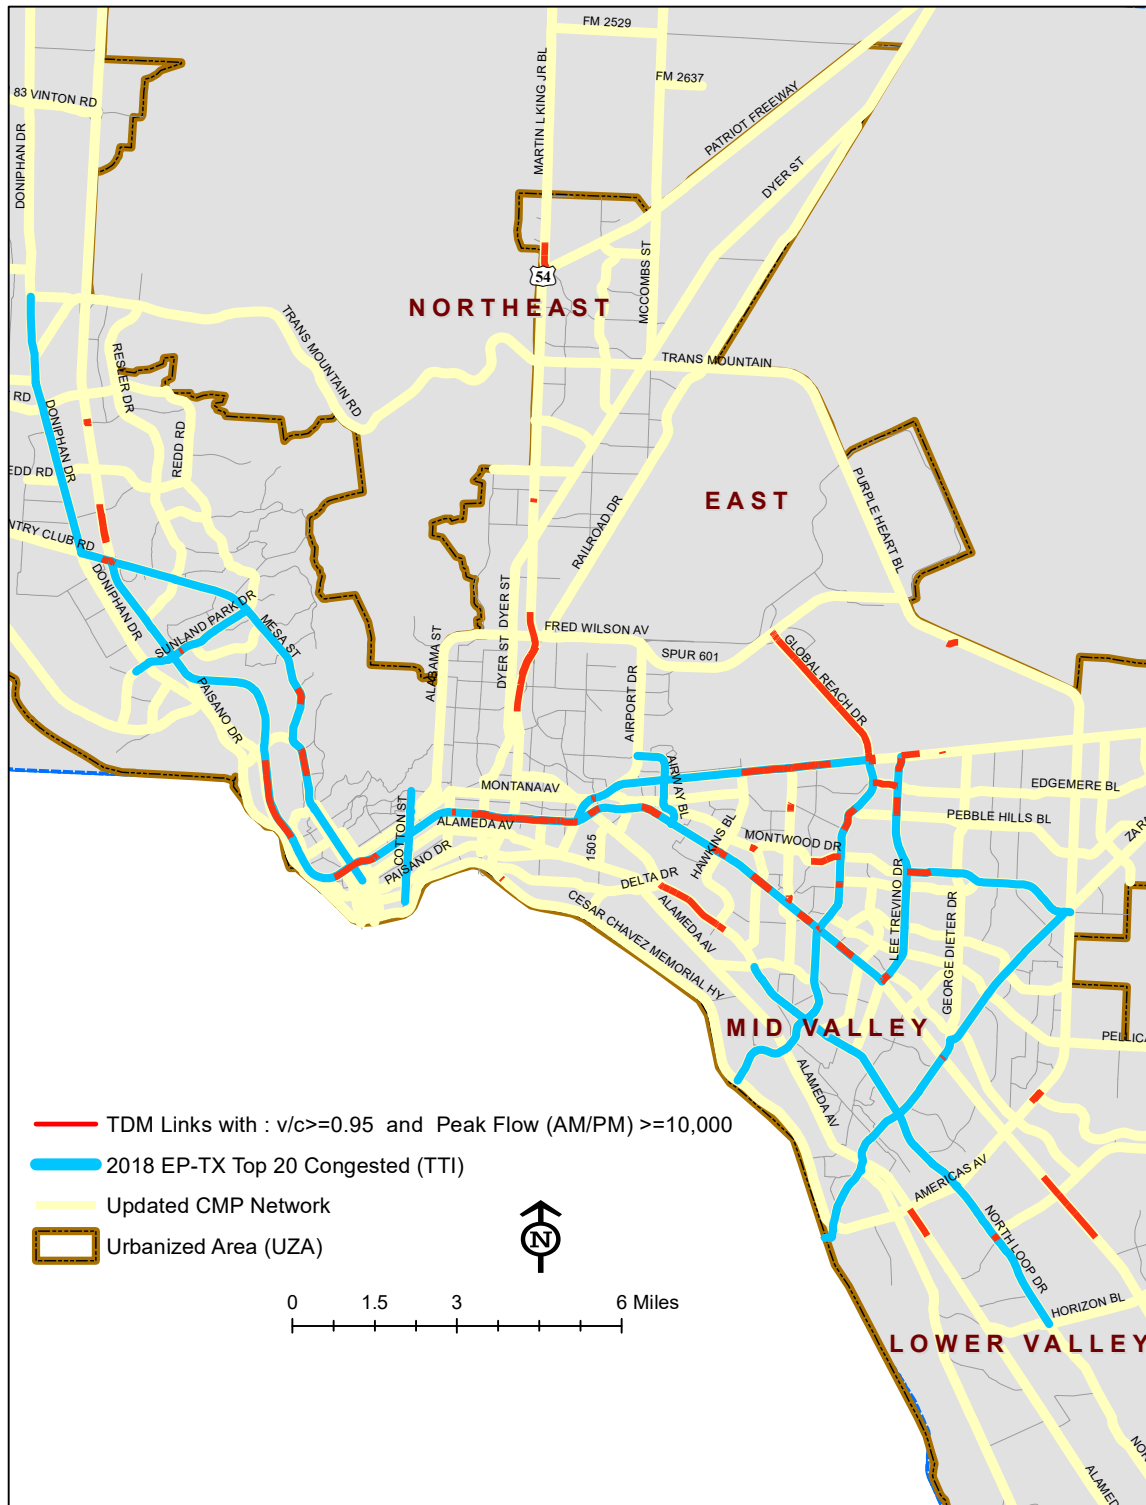 FM 2529
83 VINTON RD
FM 2637
MARTIN L KING JR BL
PATRIOT FREEWAY
DONIPHAN DR
DYER ST
54
MCCOMBS ST
NORTHEAST
TRANS MOUNTAIN RD
TRANS MOUNTAIN
RESLER DR
RD
DONIPHAN DR
REDD RD
EDD RD
PURPLE HEART BL
EAST
RAILROAD DR
NTRY CLUB RD
DONIPHAN DR
SUNLAND PARK DR
MESA ST
DYER ST
DYER ST
FRED WILSON AV
ALABAMA ST
SPUR 601
GLOBAL REACH DR
PAISANO DR
AIRPORT DR
AIRWAY BL
MONTANA AV
EDGEMERE BL
ALAMEDA AV
COTTON ST
PEBBLE HILLS BL
HAWKINS BL
MONTWOOD DR
ZAR
1505
PAISANO DR
DELTA DR
LEE TREVINO DR
GEORGE DIETER DR
ALAMEDA AV
CESAR CHAVEZ MEMORIAL HY
MID VALLEY
PELLICA
ALAMEDA AV
TDM Links with : v/c>=0.95 and Peak Flow (AM/PM) >=10,000
2018 EP-TX Top 20 Congested (TTI)
Updated CMP Network
Urbanized Area (UZA)
N
AMERICAS AV
NORTH LOOP DR
HORIZON BL
0 1.5 3 6 Miles
LOWER VALLEY
NOR
ALAMED